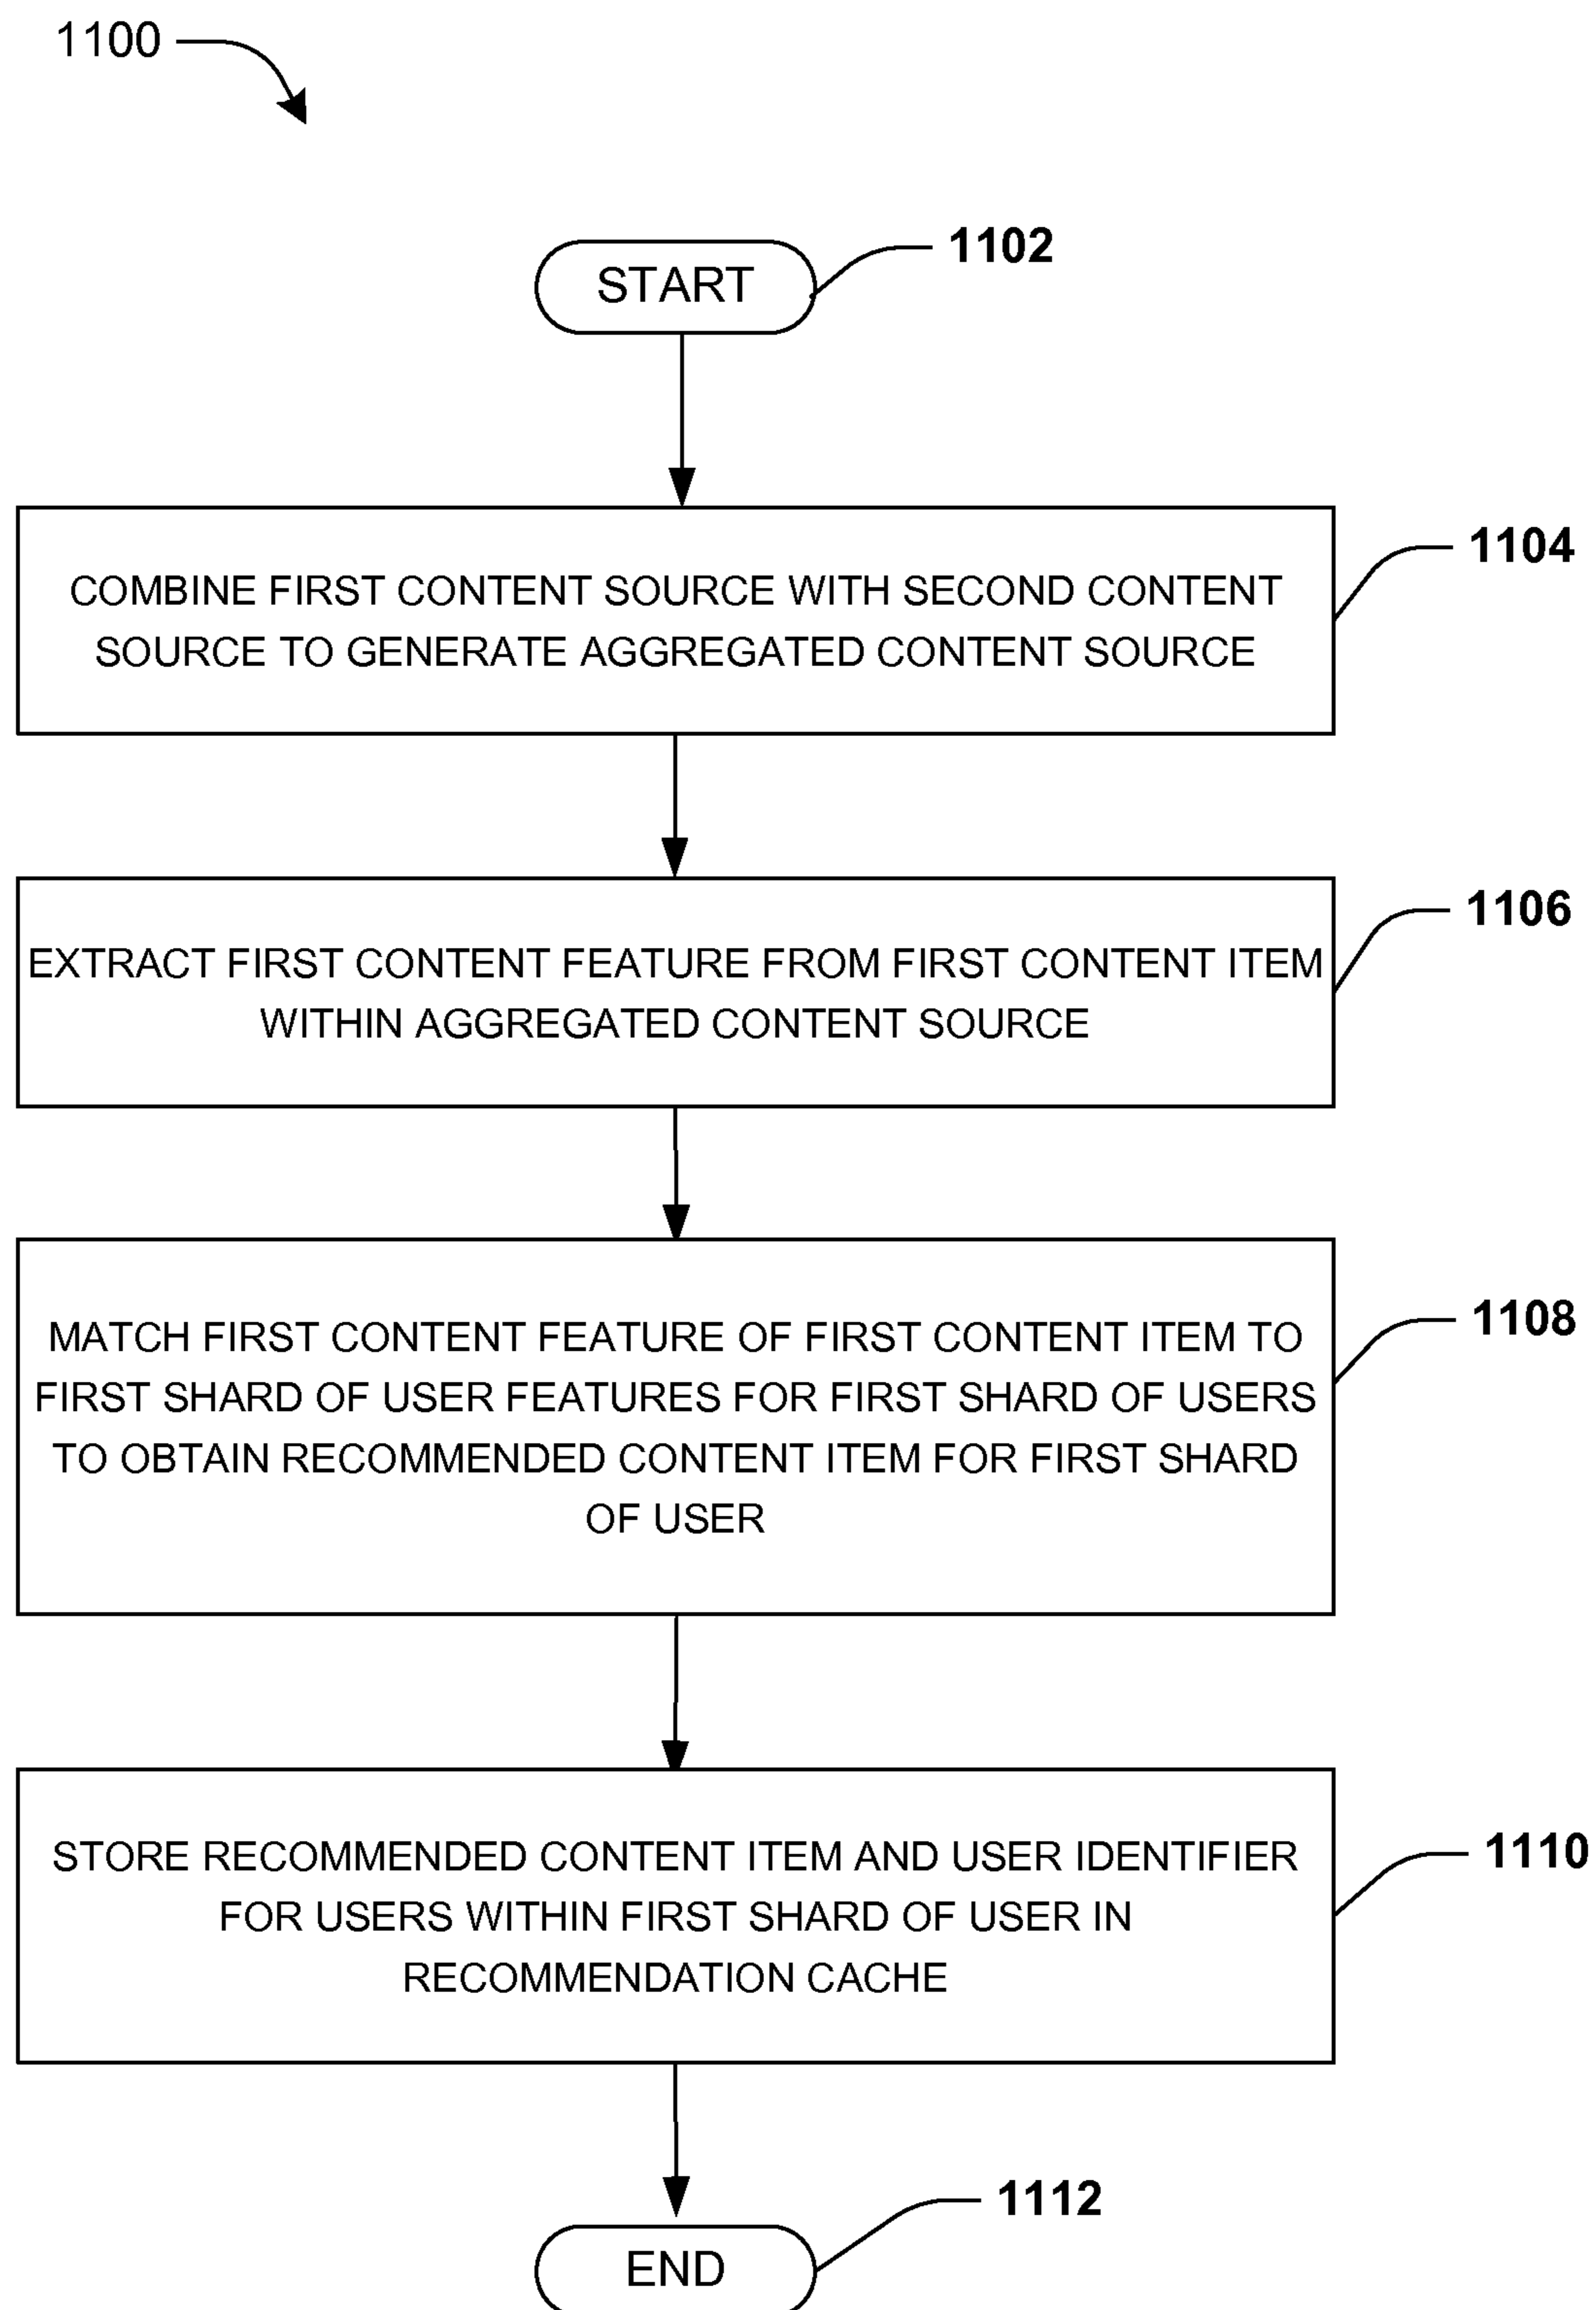 1100
START
1102
COMBINE FIRST CONTENT SOURCE WITH SECOND CONTENT
SOURCE TO GENERATE AGGREGATED CONTENT SOURCE
1104
EXTRACT FIRST CONTENT FEATURE FROM FIRST CONTENT ITEM
WITHIN AGGREGATED CONTENT SOURCE
1106
MATCH FIRST CONTENT FEATURE OF FIRST CONTENT ITEM TO
FIRST SHARD OF USER FEATURES FOR FIRST SHARD OF USERS
TO OBTAIN RECOMMENDED CONTENT ITEM FOR FIRST SHARD
OF USER
1108
STORE RECOMMENDED CONTENT ITEM AND USER IDENTIFIER
FOR USERS WITHIN FIRST SHARD OF USER IN
RECOMMENDATION CACHE
1110
END
1112